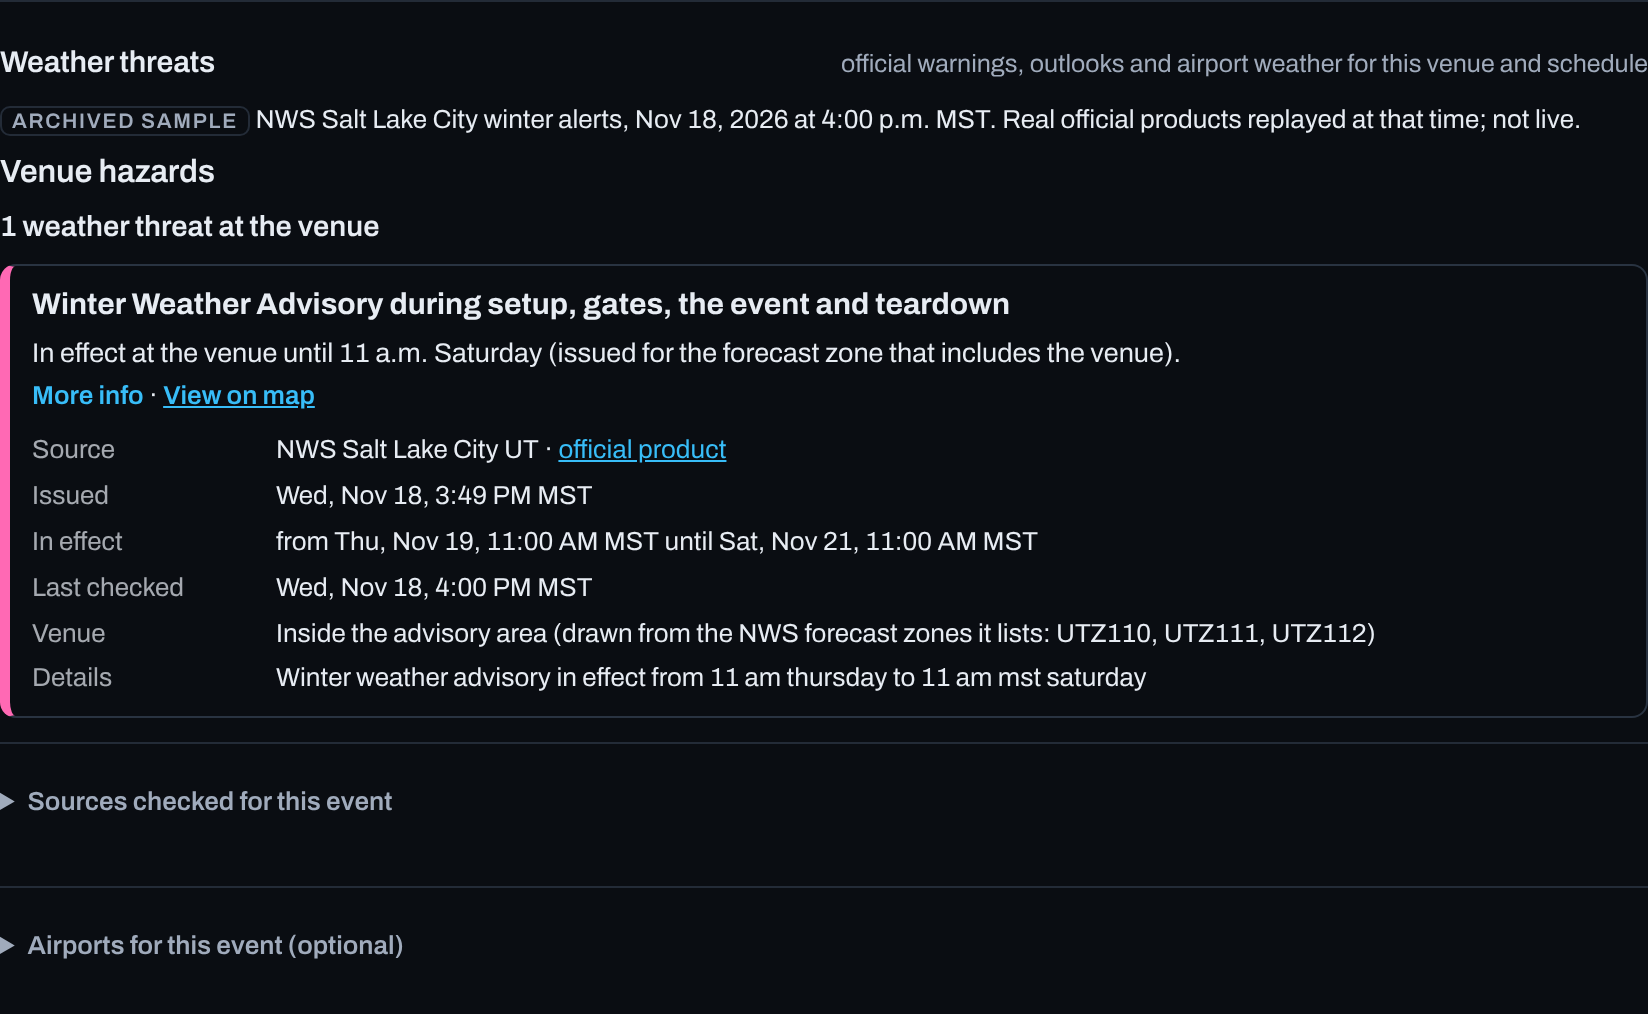 Weather threats
official warnings, outlooks and airport weather for this venue and schedule
ARCHIVED SAMPLE NWS Salt Lake City winter alerts, Nov 18, 2026 at 4:00 p.m. MST. Real official products replayed at that time; not live.
Venue hazards
1 weather threat at the venue
Winter Weather Advisory during setup, gates, the event and teardown
In effect at the venue until 11 a.m. Saturday (issued for the forecast zone that includes the venue).
More info · View on map
Source NWS Salt Lake City UT · official product
Issued Wed, Nov 18, 3:49 PM MST
In effect from Thu, Nov 19, 11:00 AM MST until Sat, Nov 21, 11:00 AM MST
Last checked Wed, Nov 18, 4:00 PM MST
Venue Inside the advisory area (drawn from the NWS forecast zones it lists: UTZ110, UTZ111, UTZ112)
Details Winter weather advisory in effect from 11 am thursday to 11 am mst saturday
Sources checked for this event
Airports for this event (optional)